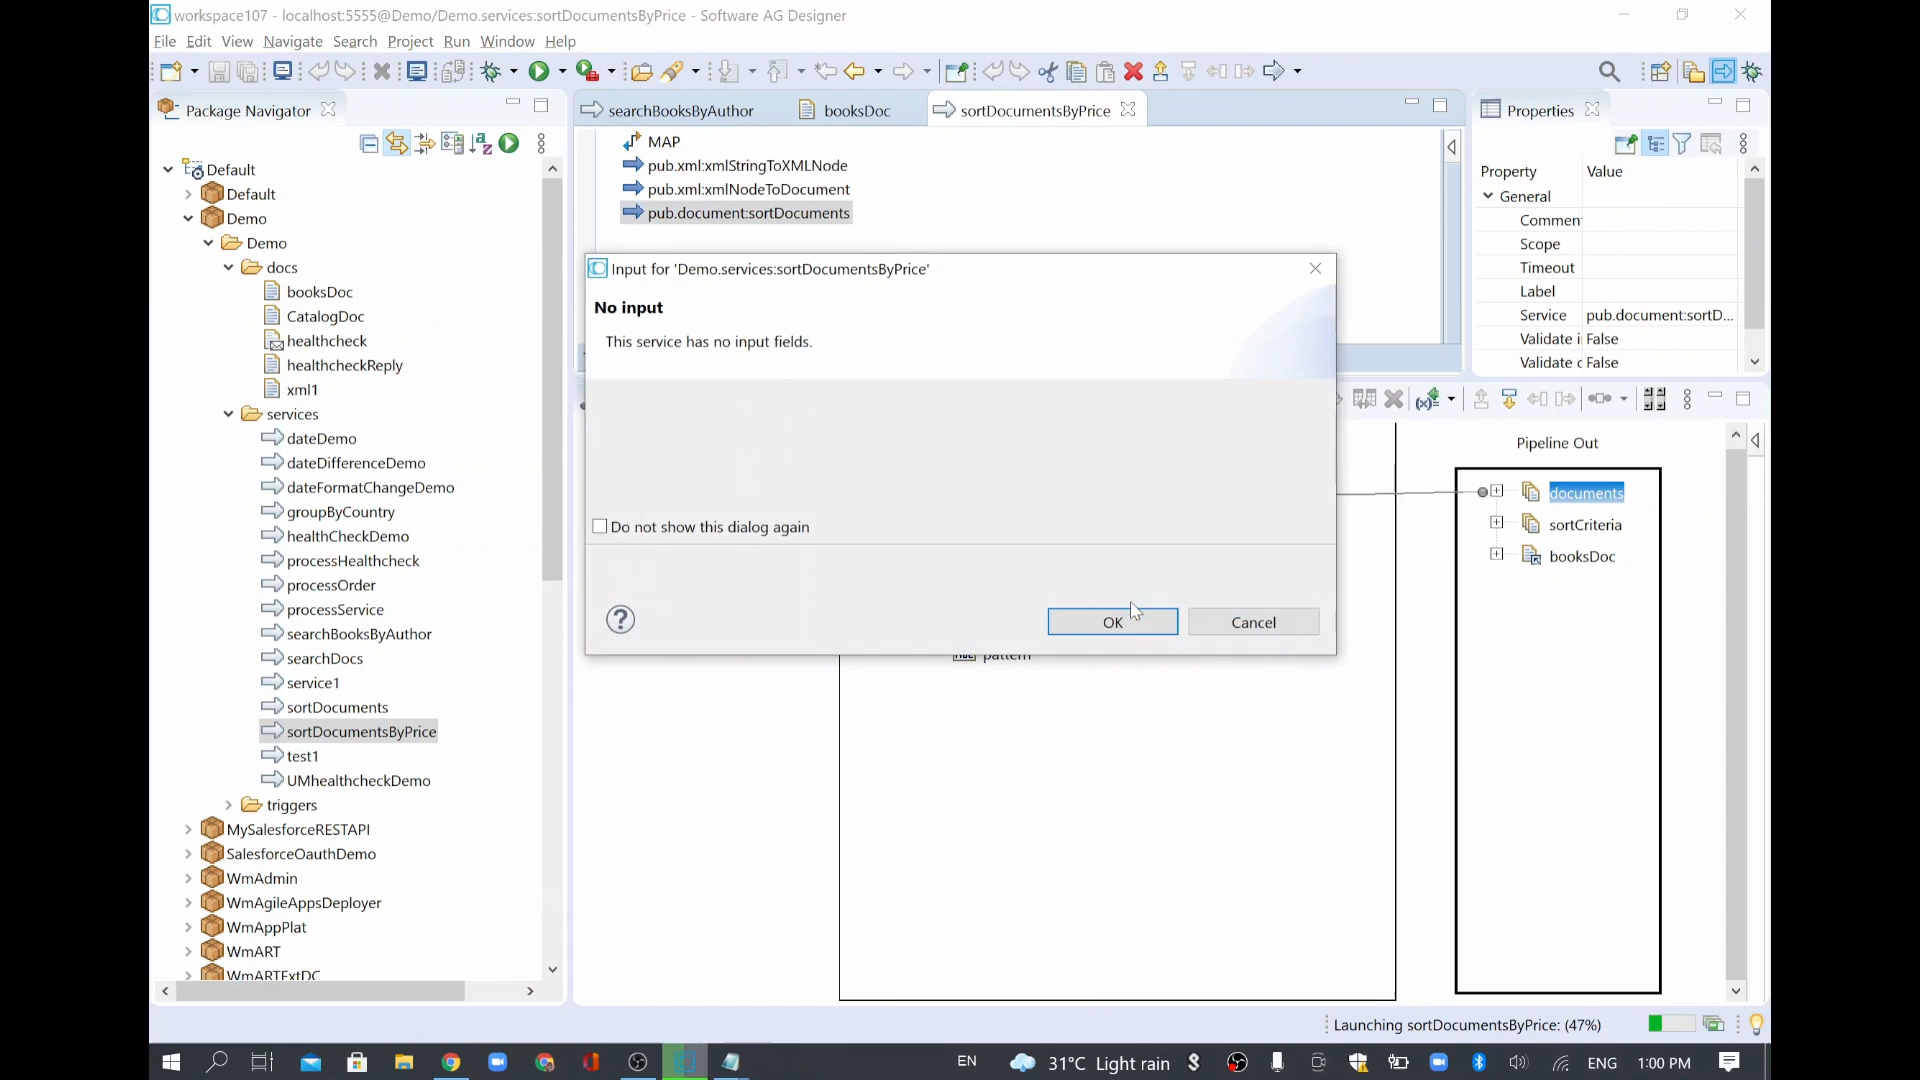 workspace107 - localhost:5555@Demo/Demo.services:sortDocumentsByPrice - Software AG Designer
File Edit View Navigate Search Project Run Window Help
Package Navigator
Default
Default
Demo
Demo
docs
booksDoc
CatalogDoc
healthcheck
healthcheckReply
xml1
services
dateDemo
dateDifferenceDemo
dateFormatChangeDemo
groupByCountry
healthCheckDemo
processHealthcheck
processOrder
processService
searchBooksByAuthor
searchDocs
service1
sortDocuments
sortDocumentsByPrice
test1
UMhealthcheckDemo
triggers
MySalesforceRESTAPI
SalesforceOauthDemo
WmAdmin
WmAgileAppsDeployer
WmAppPlat
WmART
WmARTExtDC
searchBooksByAuthor booksDoc sortDocumentsByPrice
MAP
pub.xml:xmlStringToXMLNode
pub.xml:xmlNodeToDocument
pub.document:sortDocuments
Input for 'Demo.services:sortDocumentsByPrice'
No input
This service has no input fields.
Do not show this dialog again
OK Cancel
pattern
Properties
Property Value
General
Commen
Scope
Timeout
Label
Service pub.document:sortD...
Validate i False
Validate c False
Pipeline Out
documents
sortCriteria
booksDoc
Launching sortDocumentsByPrice: (47%)
EN 31°C Light rain ENG 1:00 PM